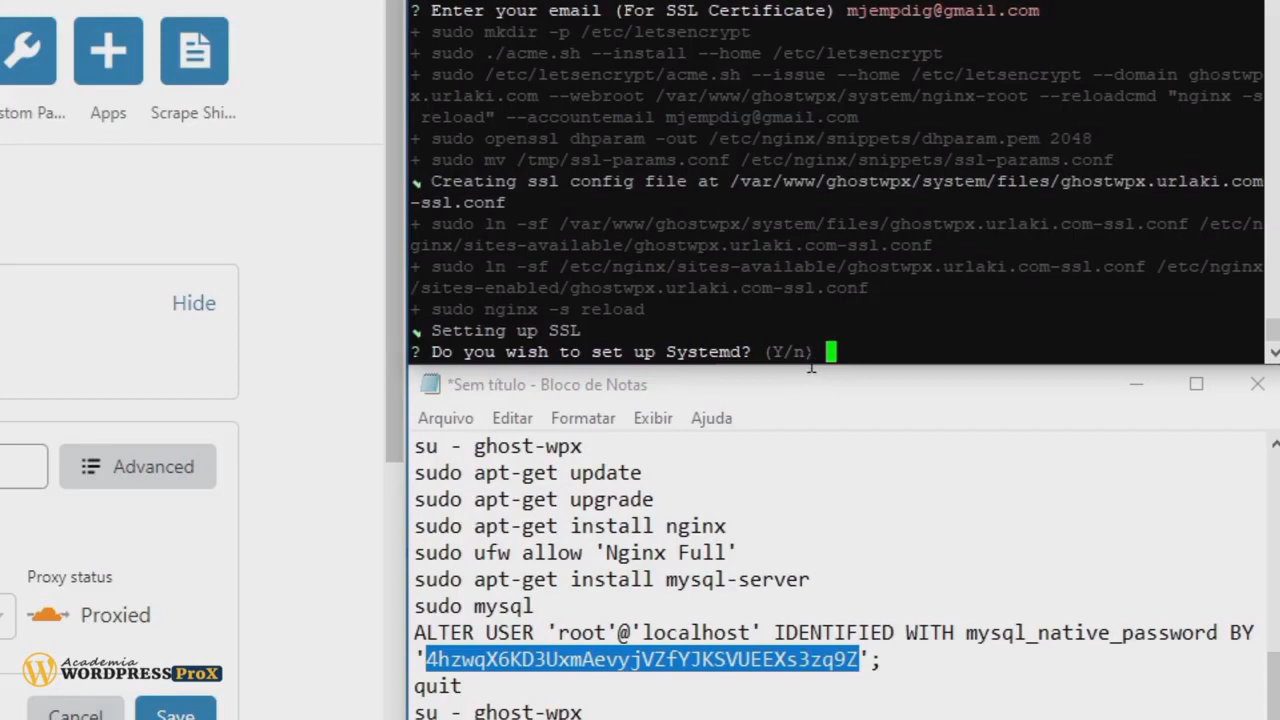 ? Enter your email (For SSL Certificate) mjempdig@gmail.com
+ sudo mkdir -p /etc/letsencrypt
+ sudo ./acme.sh --install --home /etc/letsencrypt
+ sudo /etc/letsencrypt/acme.sh --issue --home /etc/letsencrypt --domain ghostwp
x.urlaki.com --webroot /var/www/ghostwpx/system/nginx-root --reloadcmd "nginx -s
reload" --accountemail mjempdig@gmail.com
+ sudo openssl dhparam -out /etc/nginx/snippets/dhparam.pem 2048
+ sudo mv /tmp/ssl-params.conf /etc/nginx/snippets/ssl-params.conf
Creating ssl config file at /var/www/ghostwpx/system/files/ghostwpx.urlaki.com
-ssl.conf
+ sudo ln -sf /var/www/ghostwpx/system/files/ghostwpx.urlaki.com-ssl.conf /etc/n
ginx/sites-available/ghostwpx.urlaki.com-ssl.conf
+ sudo ln -sf /etc/nginx/sites-available/ghostwpx.urlaki.com-ssl.conf /etc/nginx
/sites-enabled/ghostwpx.urlaki.com-ssl.conf
+ sudo nginx -s reload
Setting up SSL
? Do you wish to set up Systemd? (Y/n)
stom Pa...
Apps
Scrape Shi...
Hide
Advanced
Proxy status
Proxied
Academia
WORDPRESS ProX
Cancel
Save
*Sem título - Bloco de Notas
Arquivo Editar Formatar Exibir Ajuda
su - ghost-wpx
sudo apt-get update
sudo apt-get upgrade
sudo apt-get install nginx
sudo ufw allow 'Nginx Full'
sudo apt-get install mysql-server
sudo mysql
ALTER USER 'root'@'localhost' IDENTIFIED WITH mysql_native_password BY
'4hzwqX6KD3UxmAevyjVZfYJKSVUEEXs3zq9Z';
quit
su - ghost-wpx